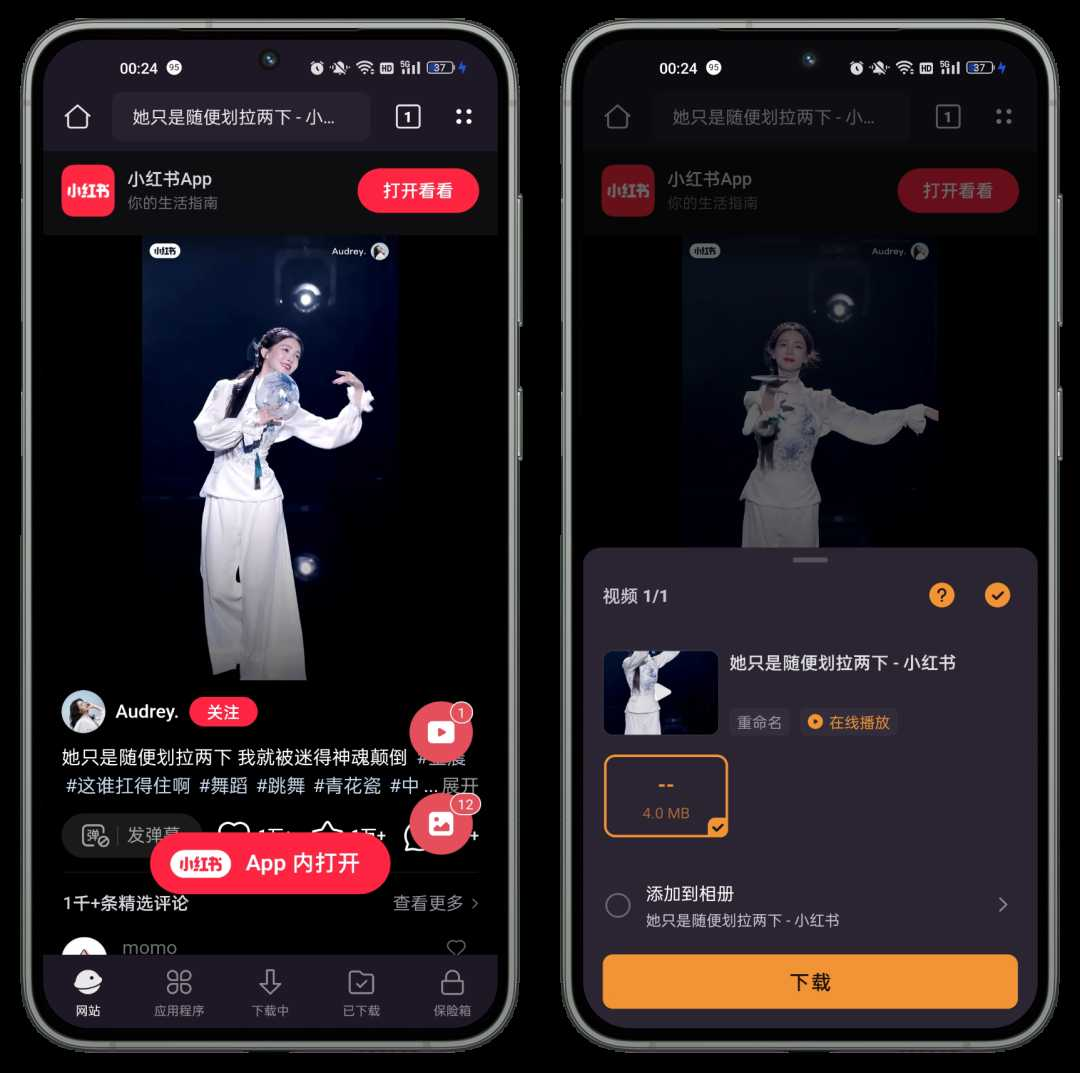 00:24 95 HD 5G 37
她只是随便划拉两下 - 小... 1
小红书 小红书App
你的生活指南
打开看看
小红书 Audrey.
Audrey. 关注
1
她只是随便划拉两下 我就被迷得神魂颠倒
#这谁扛得住啊 #舞蹈 #跳舞 #青花瓷 #中 ... 展开
12
弹 发弹幕
小红书 App 内打开
1千+条精选评论 查看更多
momo
网站 应用程序 下载中 已下载 保险箱
00:24 95 HD 5G 37
她只是随便划拉两下 - 小... 1
小红书 小红书App
你的生活指南
打开看看
小红书 Audrey.
视频 1/1 ?
她只是随便划拉两下 - 小红书
重命名 在线播放
--
4.0 MB
添加到相册
她只是随便划拉两下 - 小红书
下载